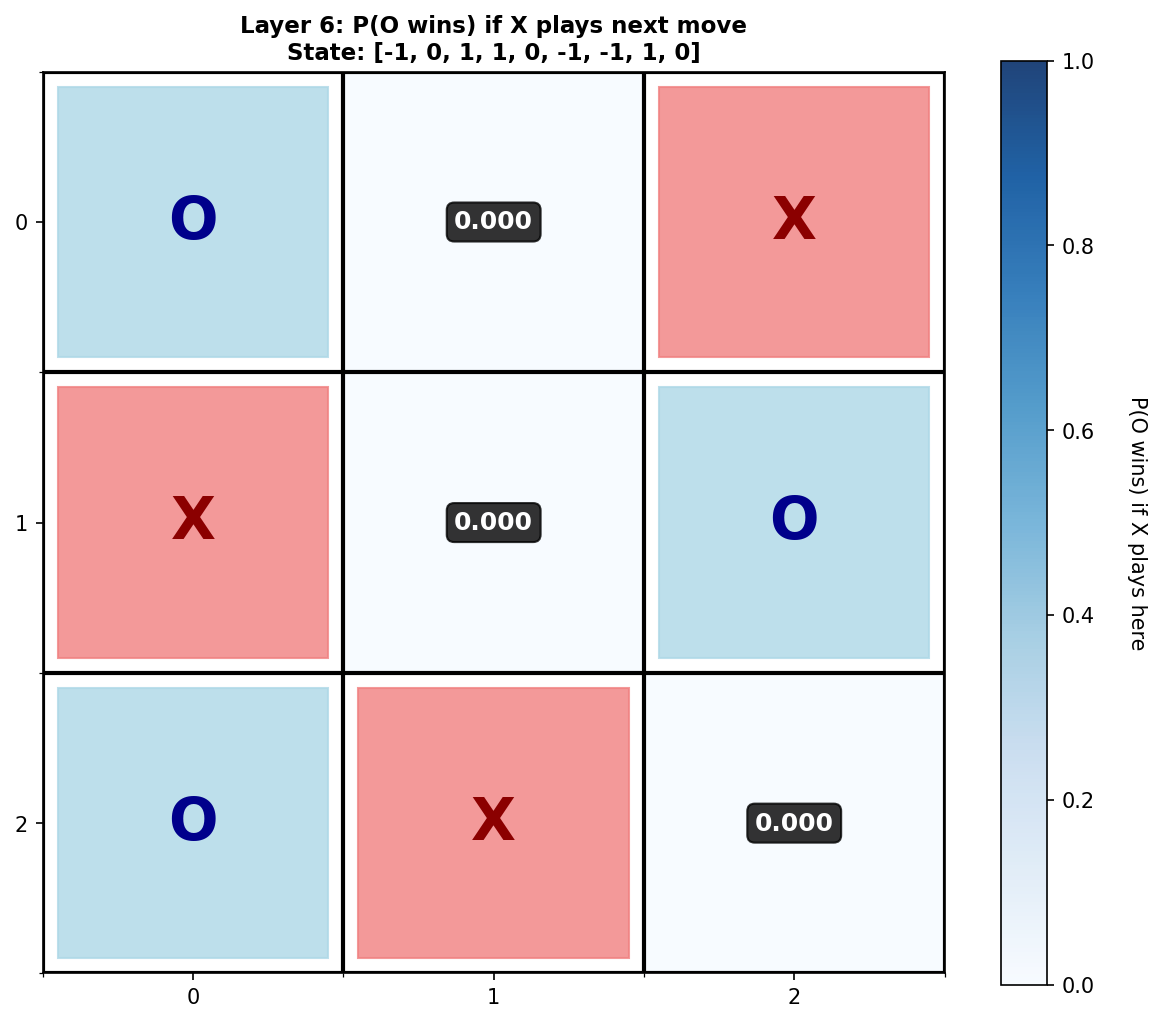 Layer 6: P(O wins) if X plays next move
State: [-1, 0, 1, 1, 0, -1, -1, 1, 0]
0
O
0.000
X
1
X
0.000
O
2
O
X
0.000
0
1
2
1.0
0.8
0.6
0.4
0.2
0.0
P(O wins) if X plays here